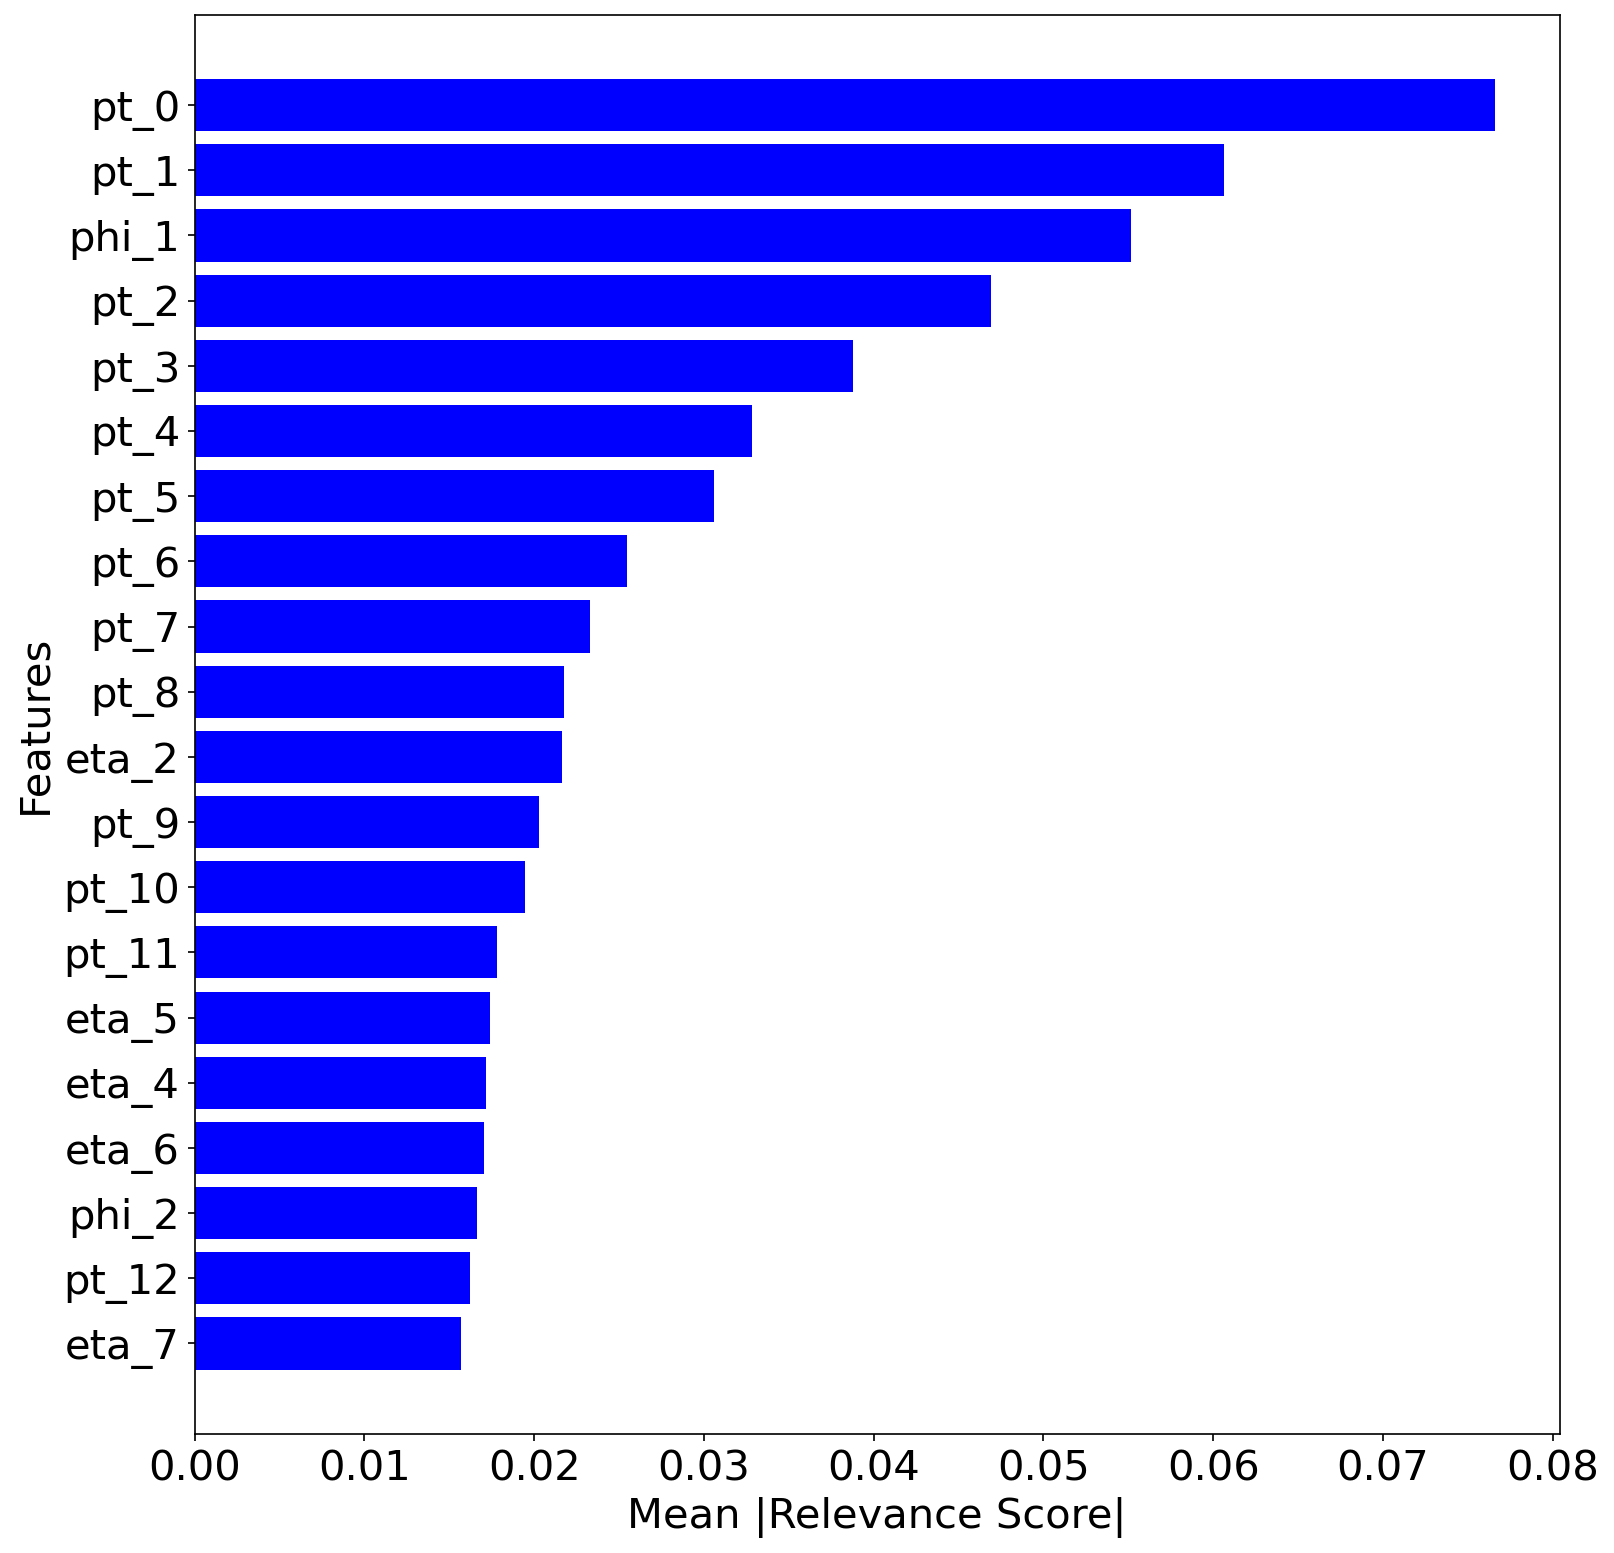 pt_0
pt_1
phi_1
pt_2
pt_3
pt_4
pt_5
pt_6
pt_7
pt_8
eta_2
pt_9
pt_10
pt_11
eta_5
eta_4
eta_6
phi_2
pt_12
eta_7
Features
0.00 0.01 0.02 0.03 0.04 0.05 0.06 0.07 0.08
Mean |Relevance Score|